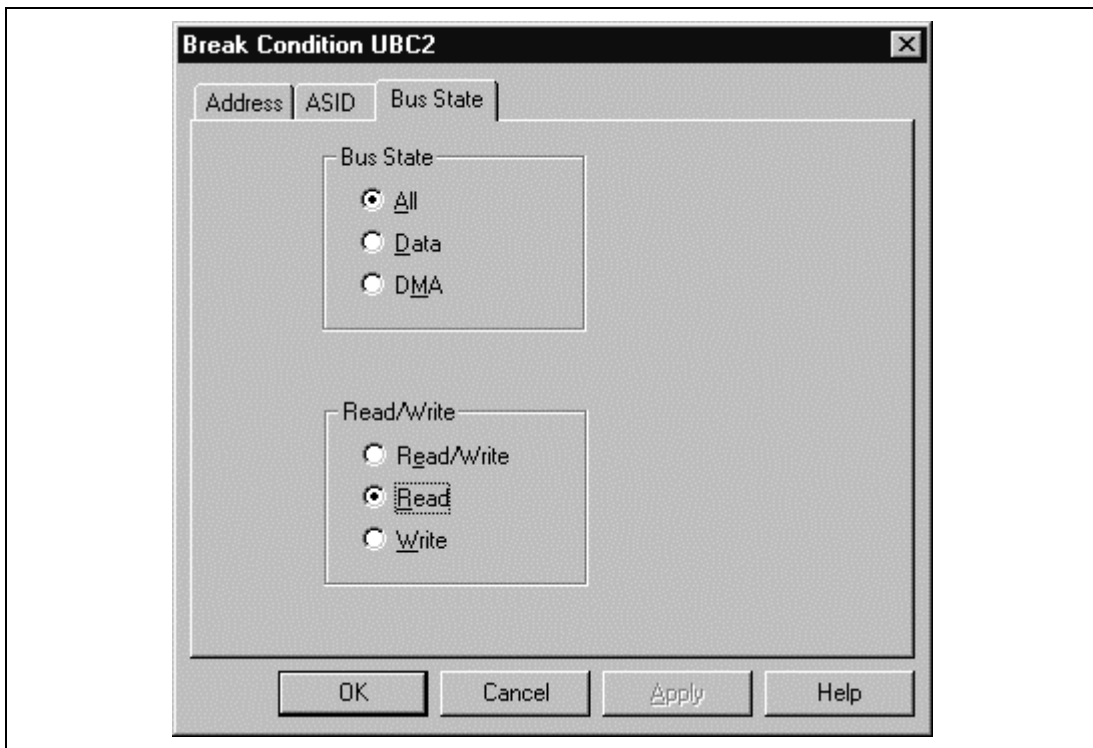 Break Condition UBC2
Address ASID Bus State
Bus State
All
Data
DMA
Read/Write
Read/Write
Read
Write
OK Cancel Apply Help